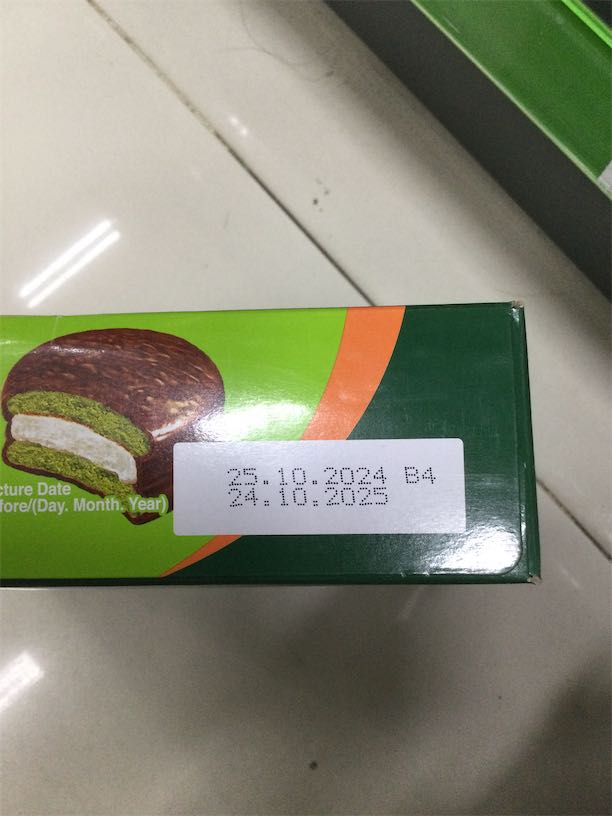 cture Date
fore/(Day. Month. Year)
25.10.2024 B4
24.10.2025